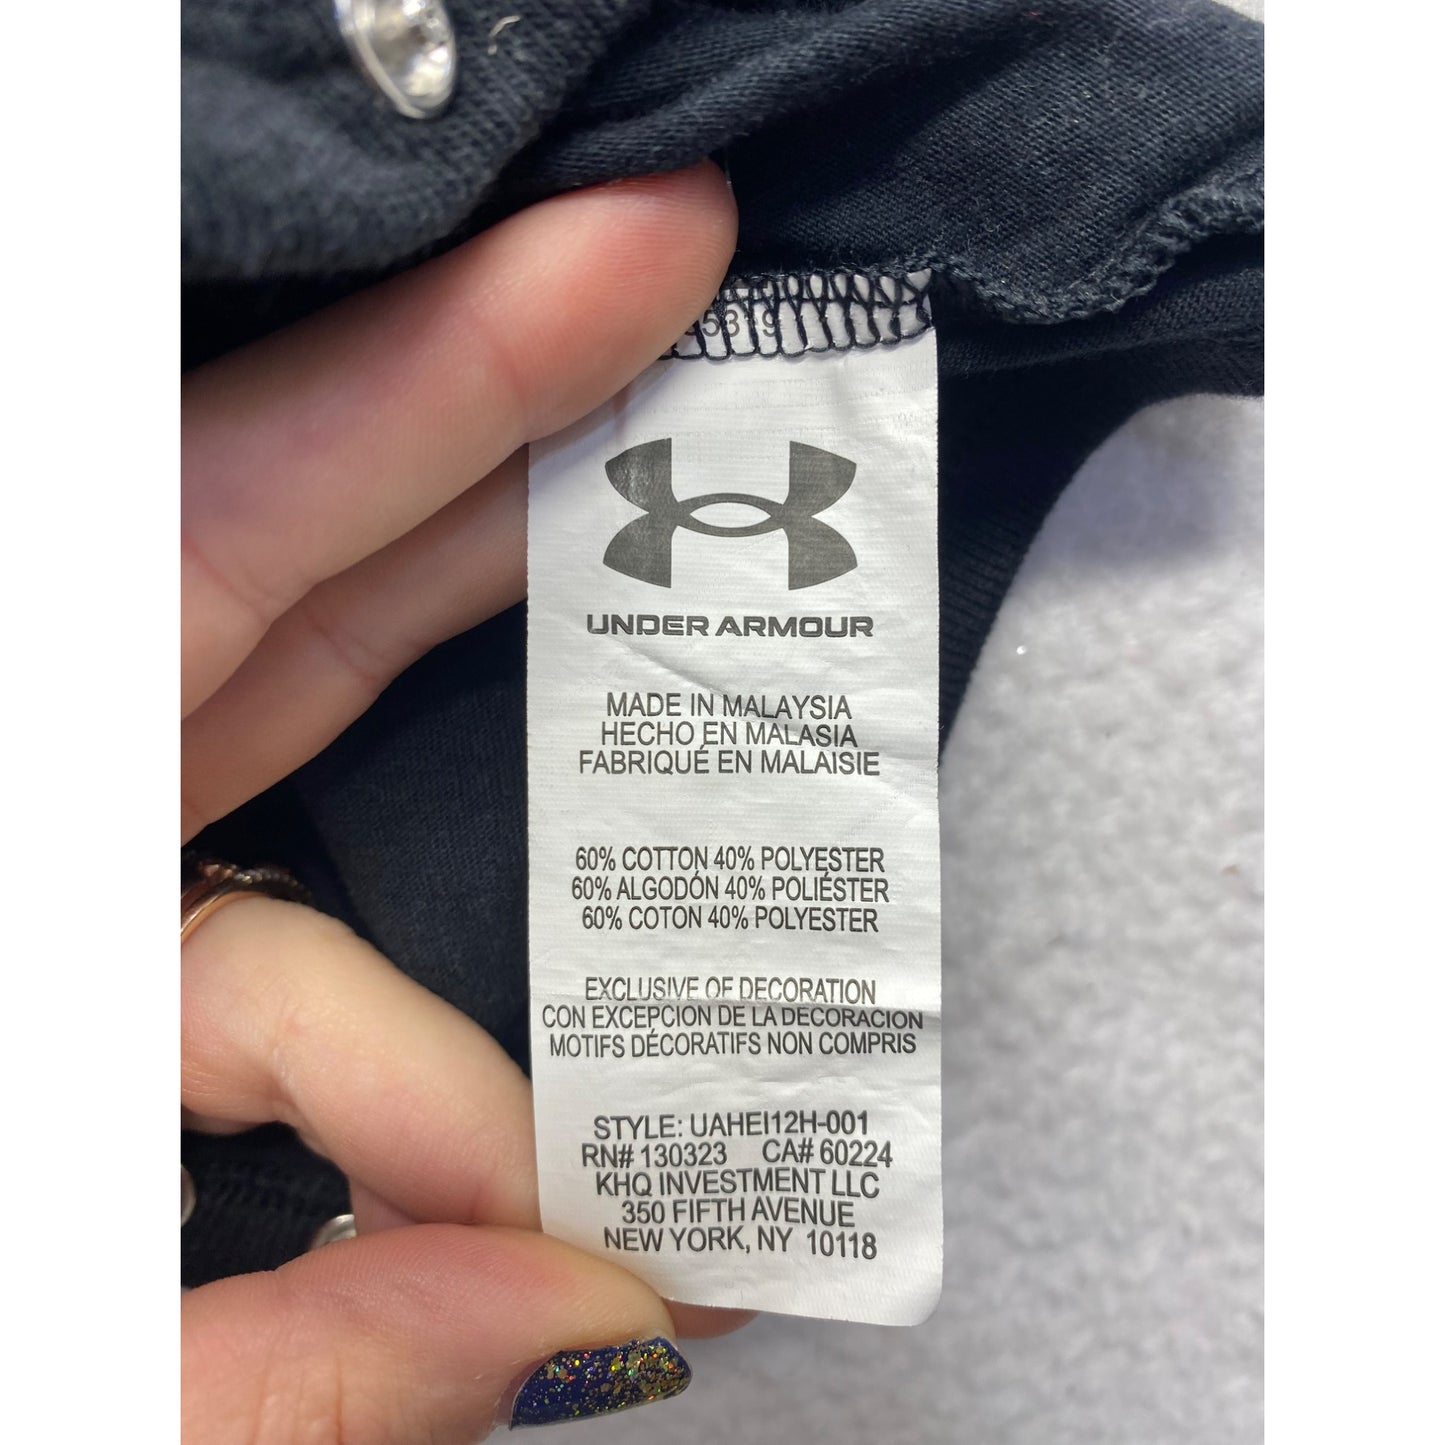 5319
UNDER ARMOUR
MADE IN MALAYSIA
HECHO EN MALASIA
FABRIQUÉ EN MALAISIE
60% COTTON 40% POLYESTER
60% ALGODÓN 40% POLIÉSTER
60% COTON 40% POLYESTER
EXCLUSIVE OF DECORATION
CON EXCEPCION DE LA DECORACION
MOTIFS DÉCORATIFS NON COMPRIS
STYLE: UAHEI12H-001
RN# 130323 CA# 60224
KHQ INVESTMENT LLC
350 FIFTH AVENUE
NEW YORK, NY 10118